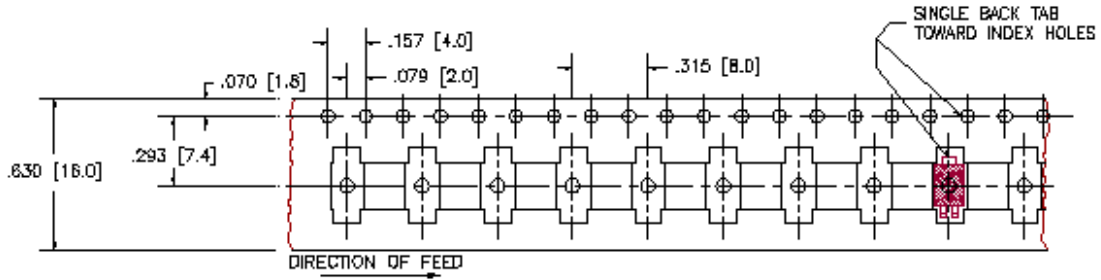 SINGLE BACK TAB
TOWARD INDEX HOLES
.157 [4.0]
.079 [2.0]
.315 [8.0]
.070 [1.8]
.293 [7.4]
.630 [16.0]
DIRECTION OF FEED